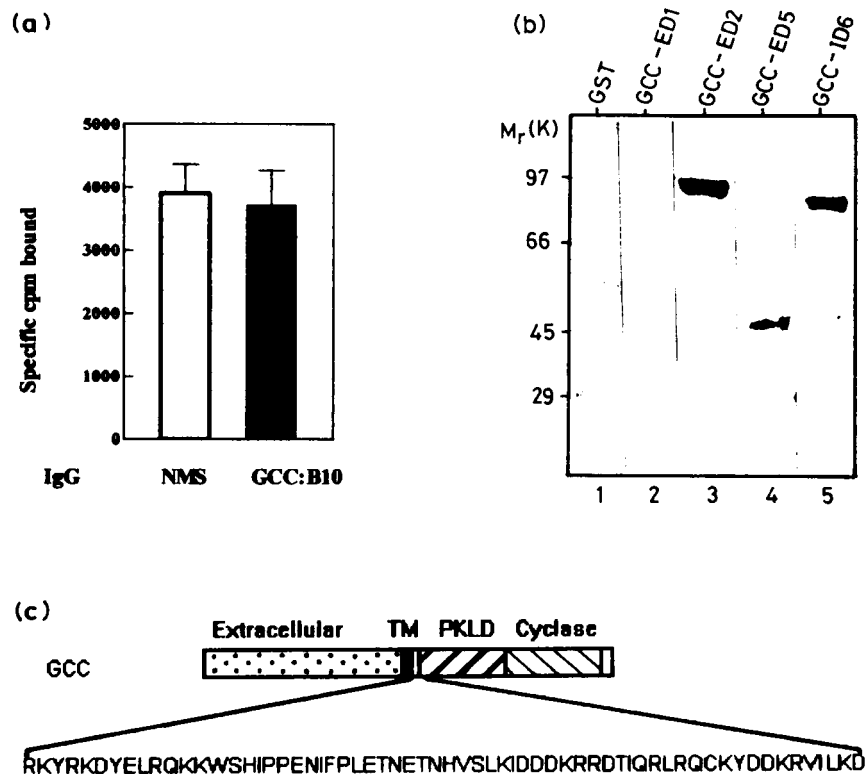 (a)
5000
4000
3000
2000
1000
0
Specific cpm bound
IgG NMS GCC:B10
(b)
GST GCC-ED1 GCC-ED2 GCC-ED5 GCC-ID6
Mr(K)
97
66
45
29
1 2 3 4 5
(c)
Extracellular TM PKLD Cyclase
GCC
RKYRKDYELRQKKWSHIPPENIFPLETNETNHVSLKIDDDKRRDTIQRLRQCKYDDKRVILKD